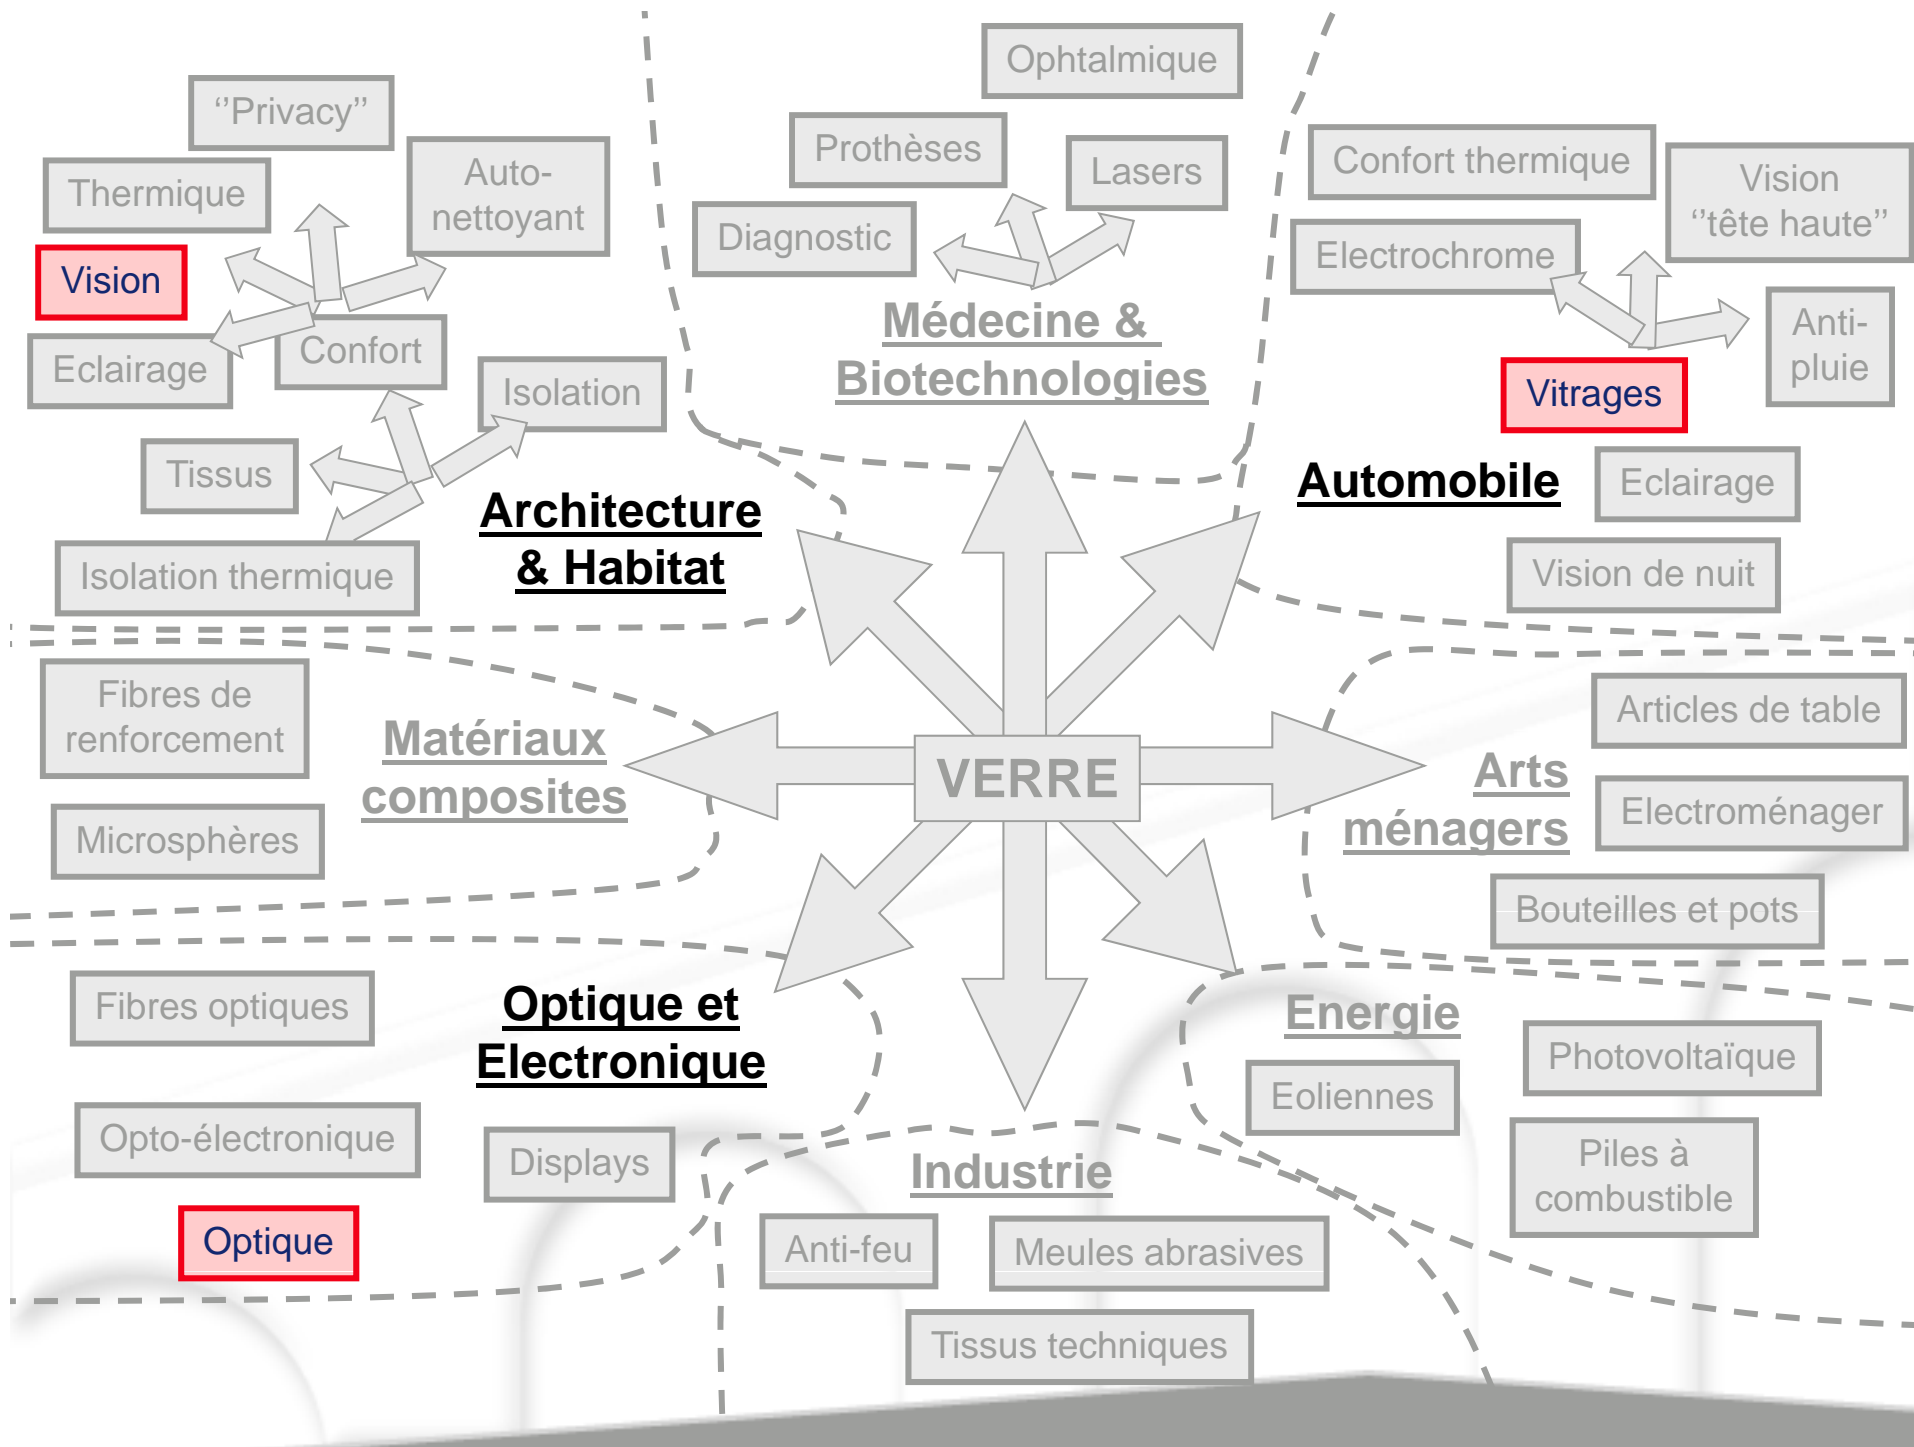 ‘’Privacy’’
Thermique
Auto-
nettoyant
Vision
Eclairage
Confort
Isolation
Tissus
Isolation thermique
Architecture
& Habitat
Ophtalmique
Prothèses
Lasers
Diagnostic
Médecine &
Biotechnologies
Confort thermique
Vision
‘’tête haute’’
Electrochrome
Anti-
pluie
Vitrages
Automobile
Eclairage
Vision de nuit
Fibres de
renforcement
Matériaux
composites
Microsphères
VERRE
Articles de table
Arts
ménagers
Electroménager
Bouteilles et pots
Fibres optiques
Optique et
Electronique
Opto-électronique
Displays
Optique
Industrie
Anti-feu
Meules abrasives
Tissus techniques
Energie
Photovoltaïque
Eoliennes
Piles à
combustible